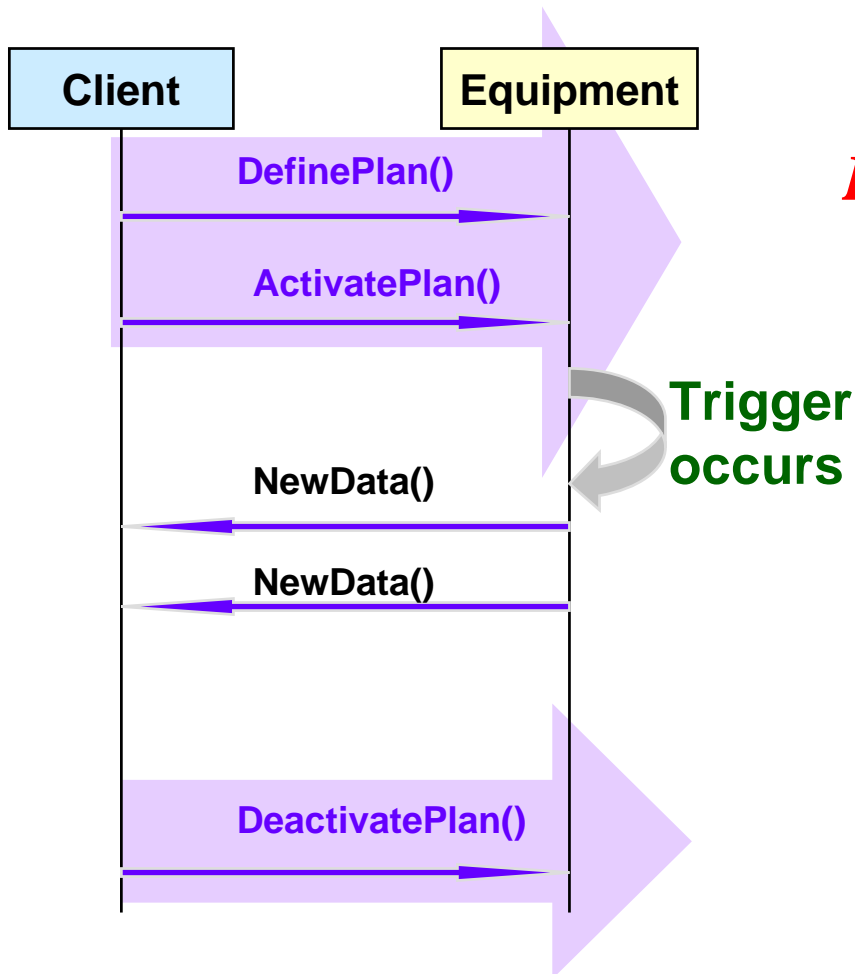 Client
Equipment
DefinePlan()
ActivatePlan()
Trigger
occurs
NewData()
NewData()
DeactivatePlan()